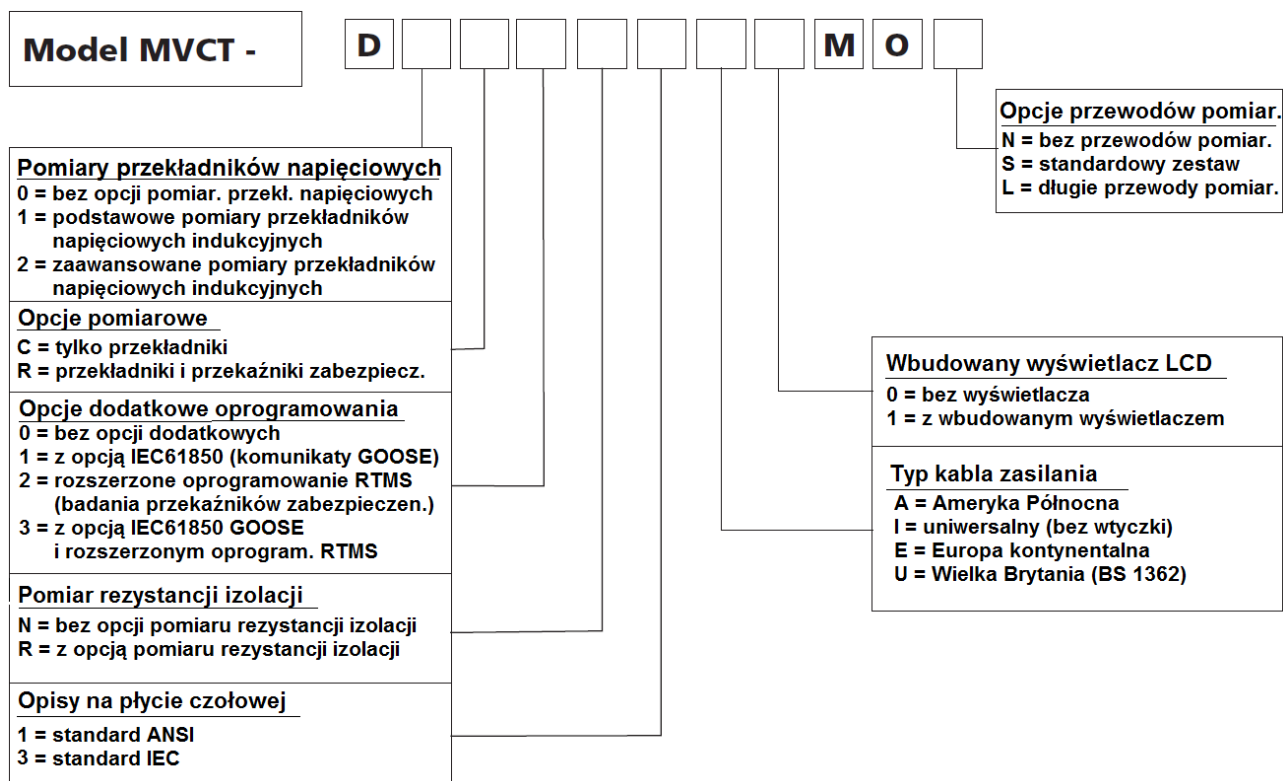 Model MVCT - D M O
Opcje przewodów pomiar.
N = bez przewodów pomiar.
S = standardowy zestaw
L = długie przewody pomiar.
Pomiary przekładników napięciowych
0 = bez opcji pomiar. przekł. napięciowych
1 = podstawowe pomiary przekładników
napięciowych indukcyjnych
2 = zaawansowane pomiary przekładników
napięciowych indukcyjnych
Opcje pomiarowe
C = tylko przekładniki
R = przekładniki i przekaźniki zabezpiecz.
Opcje dodatkowe oprogramowania
0 = bez opcji dodatkowych
1 = z opcją IEC61850 (komunikaty GOOSE)
2 = rozszerzone oprogramowanie RTMS
(badania przekaźników zabezpieczen.)
3 = z opcją IEC61850 GOOSE
i rozszerzonym oprogram. RTMS
Pomiar rezystancji izolacji
N = bez opcji pomiaru rezystancji izolacji
R = z opcją pomiaru rezystancji izolacji
Opisy na płycie czołowej
1 = standard ANSI
3 = standard IEC
Wbudowany wyświetlacz LCD
0 = bez wyświetlacza
1 = z wbudowanym wyświetlaczem
Typ kabla zasilania
A = Ameryka Północna
I = uniwersalny (bez wtyczki)
E = Europa kontynentalna
U = Wielka Brytania (BS 1362)